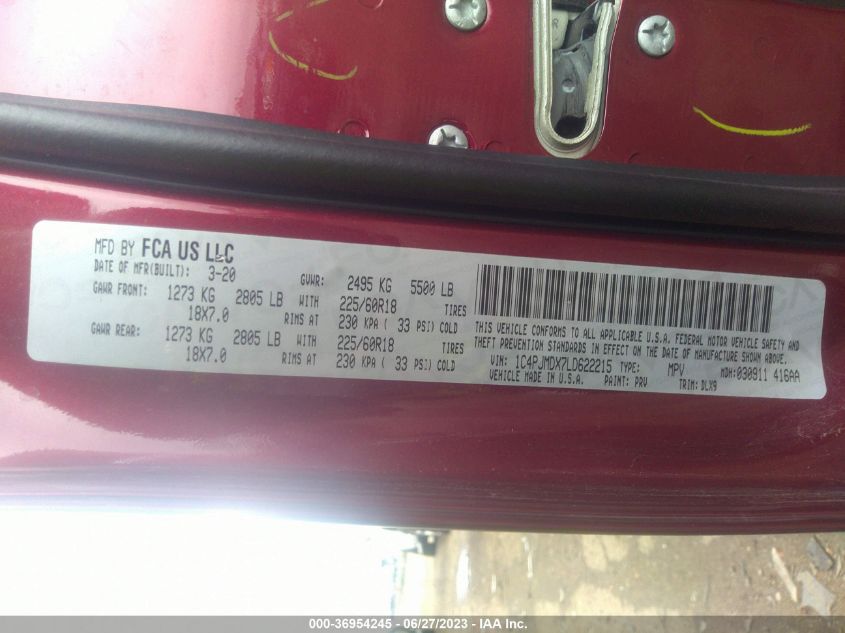 MFD BY FCA US LLC
DATE OF MFR(BUILT): 3-20
GVWR: 2495 KG 5500 LB
GAWR FRONT: 1273 KG 2805 LB WITH 225/60R18 TIRES
18X7.0 RIMS AT 230 KPA ( 33 PSI) COLD
GAWR REAR: 1273 KG 2805 LB WITH 225/60R18 TIRES
18X7.0 RIMS AT 230 KPA ( 33 PSI) COLD
THIS VEHICLE CONFORMS TO ALL APPLICABLE U.S.A. FEDERAL MOTOR VEHICLE SAFETY AND
THEFT PREVENTION STANDARDS IN EFFECT ON THE DATE OF MANUFACTURE SHOWN ABOVE.
VIN: 1C4PJMDX7LD622215 TYPE: MPV MDH: 030911 416AA
VEHICLE MADE IN U.S.A. PAINT: PRV TRIM: DLX9
000-36954245 - 06/27/2023 - IAA Inc.